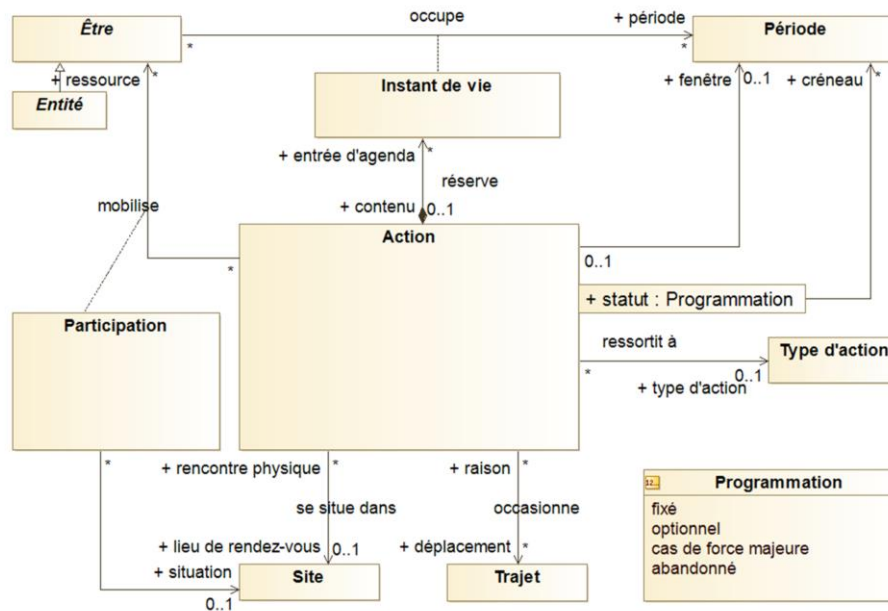 occupe
Être
+ période
Période
*
*
+ ressource
*
Instant de vie
+ fenêtre
0..1
+ créneau
*
Entité
+ entrée d'agenda
*
réserve
mobilise
+ contenu
0..1
Action
*
0..1
+ statut : Programmation
Participation
ressortit à
Type d'action
*
0..1
+ type d'action
*
+ rencontre physique
*
+ raison
*
Programmation
fixé
se situe dans
occasionne
optionnel
cas de force majeure
+ lieu de rendez-vous
0..1
+ déplacement
*
abandonné
+ situation
Site
Trajet
0..1